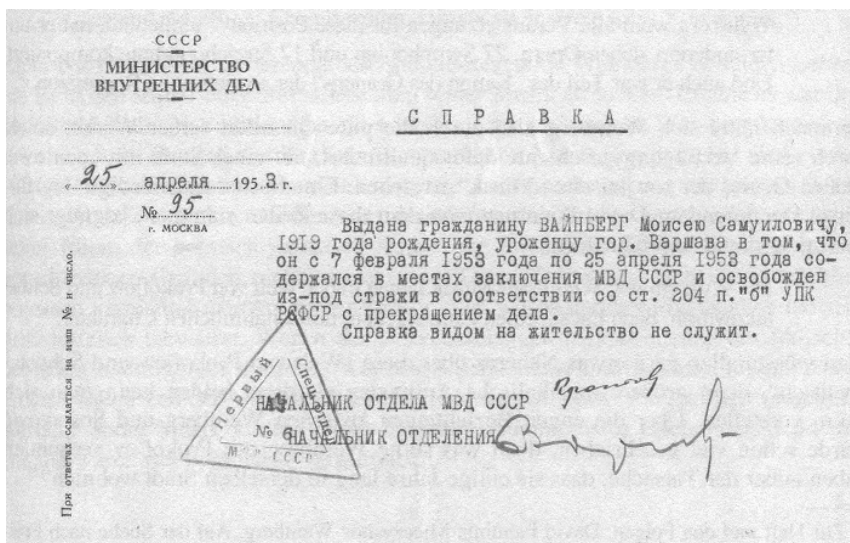 СССР
МИНИСТЕРСТВО
ВНУТРЕННИХ ДЕЛ
СПРАВКА
„25" апреля 1953 г.
№ 95
г. МОСКВА
Выдана гражданину ВАЙНБЕРГ Моисею Самуиловичу,
1919 года рождения, уроженцу гор. Варшава в том, что
он с 7 февраля 1953 года по 25 апреля 1953 года со-
держался в местах заключения МВД СССР и освобожден
из-под стражи в соответствии со ст. 204 п."б" УПК
РСФСР с прекращением дела.
Справка видом на жительство не служит.
НАЧАЛЬНИК ОТДЕЛА МВД СССР
НАЧАЛЬНИК ОТДЕЛЕНИЯ
Первый Спецотдел
№ 6
МВД СССР
При ответах ссылаться на наш № и число.